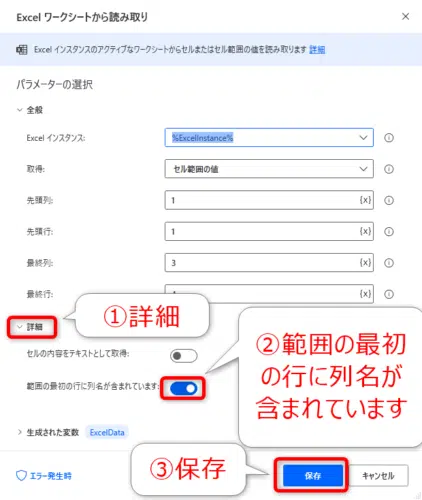 Excel ワークシートから読み取り
Excel インスタンスのアクティブなワークシートからセルまたはセル範囲の値を読み取ります 詳細
パラメーターの選択
全般
Excel インスタンス:
%ExcelInstance%
取得:
セル範囲の値
先頭列:
1
{x}
先頭行:
1
{x}
最終列:
3
{x}
最終行:
{x}
①詳細
詳細
セルの内容をテキストとして取得:
②範囲の最初
の行に列名が
含まれています
範囲の最初の行に列名が含まれています:
生成された変数
ExcelData
③保存
エラー発生時
保存
キャンセル